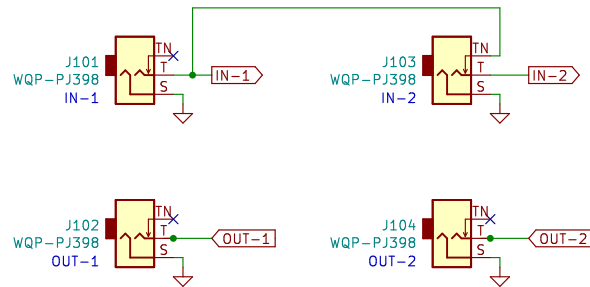 J101
WQP-PJ398
IN-1
TN
T
S
IN-1
J103
WQP-PJ398
IN-2
TN
T
S
IN-2
J102
WQP-PJ398
OUT-1
TN
T
S
OUT-1
J104
WQP-PJ398
OUT-2
TN
T
S
OUT-2